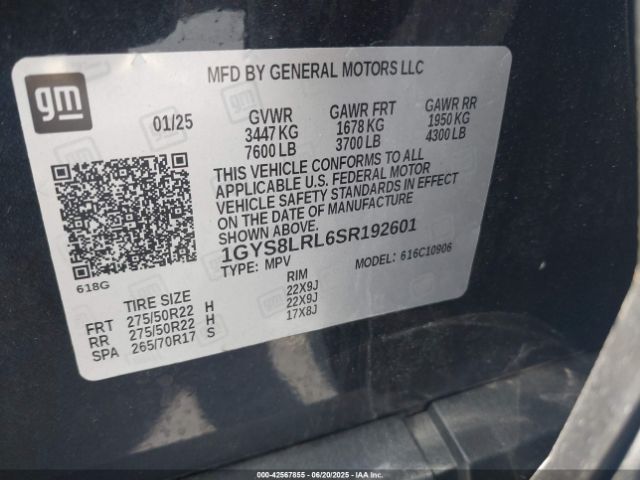 MFD BY GENERAL MOTORS LLC
gm
01/25
GVWR GAWR FRT GAWR RR
3447 KG 1678 KG 1950 KG
7600 LB 3700 LB 4300 LB
THIS VEHICLE CONFORMS TO ALL
APPLICABLE U.S. FEDERAL MOTOR
VEHICLE SAFETY STANDARDS IN EFFECT
ON THE DATE OF MANUFACTURE
SHOWN ABOVE.
1GYS8LRL6SR192601
TYPE: MPV MODEL: 616C10906
618G
TIRE SIZE RIM
FRT 275/50R22 H 22X9J
RR 275/50R22 H 22X9J
SPA 265/70R17 S 17X8J
000-42567855 | 06/20/2025 | IAAI.COM